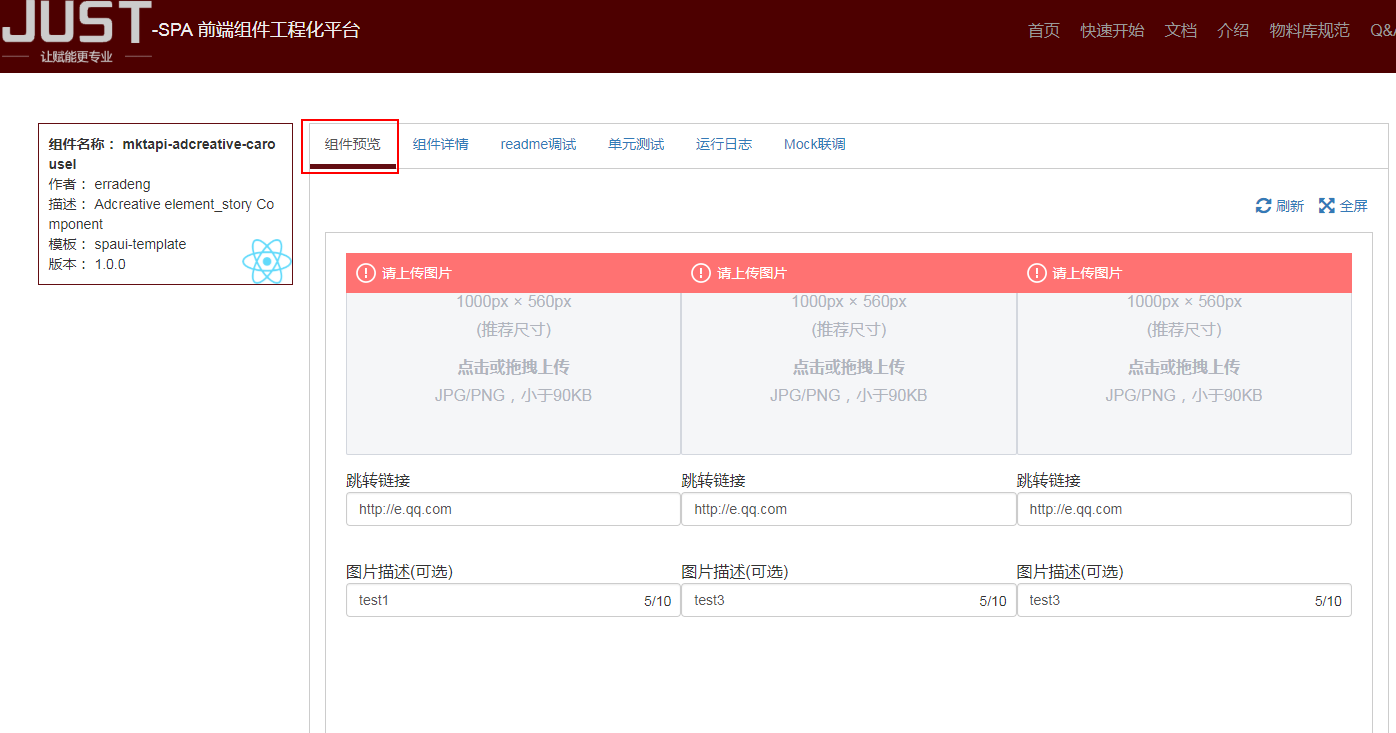 JUST -SPA 前端组件工程化平台
让赋能更专业
首页 快速开始 文档 介绍 物料库规范 Q&A
组件名称： mktapi-adcreative-caro
usel
作者： erradeng
描述： Adcreative element_story Co
mponent
模板： spaui-template
版本： 1.0.0
组件预览 组件详情 readme调试 单元测试 运行日志 Mock联调
刷新 全屏
请上传图片 请上传图片 请上传图片
1000px × 560px 1000px × 560px 1000px × 560px
(推荐尺寸) (推荐尺寸) (推荐尺寸)
点击或拖拽上传 点击或拖拽上传 点击或拖拽上传
JPG/PNG，小于90KB JPG/PNG，小于90KB JPG/PNG，小于90KB
跳转链接 跳转链接 跳转链接
http://e.qq.com http://e.qq.com http://e.qq.com
图片描述(可选) 图片描述(可选) 图片描述(可选)
test1 5/10 test3 5/10 test3 5/10